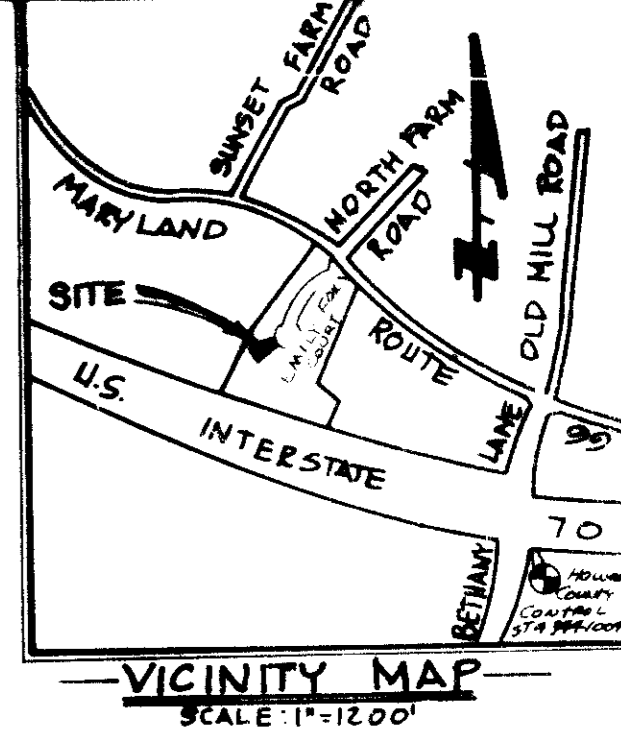 SUNSET FARM
ROAD
NORTH FARM
ROAD
OLD MILL ROAD
MARYLAND
ROUTE
99
SITE
EMILY FOX
COURT
U.S.
INTERSTATE
70
LANE
BETHANY
COUNTY
CONTROL
VICINITY MAP
SCALE: 1"=1200'